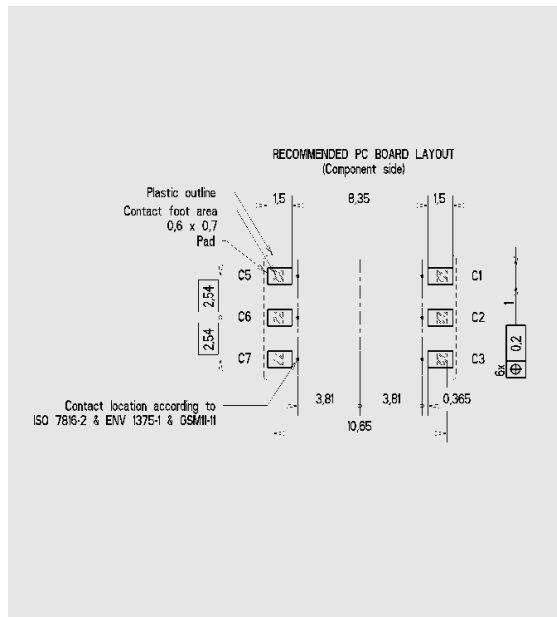 RECOMMENDED PC BOARD LAYOUT
(Component side)
Plastic outline
1,5 8,35 1,5
Contact foot area
0,6 x 0,7
Pad
C5 C1
2,54
C6 C2
1
2,54
C7 C3
0,2
6x
3,81 3,81 0,365
Contact location according to
ISO 7816-2 & ENV 1375-1 & GSM11-11
10,65